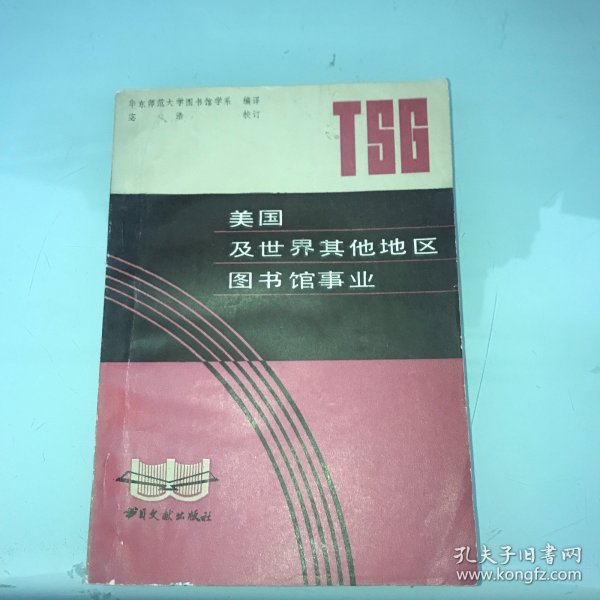 华东师范大学图书馆学系 编译
宓 浩 校订
TSG
美国
及世界其他地区
图书馆事业
书目文献出版社
孔夫子旧书网
www.kongfz.com